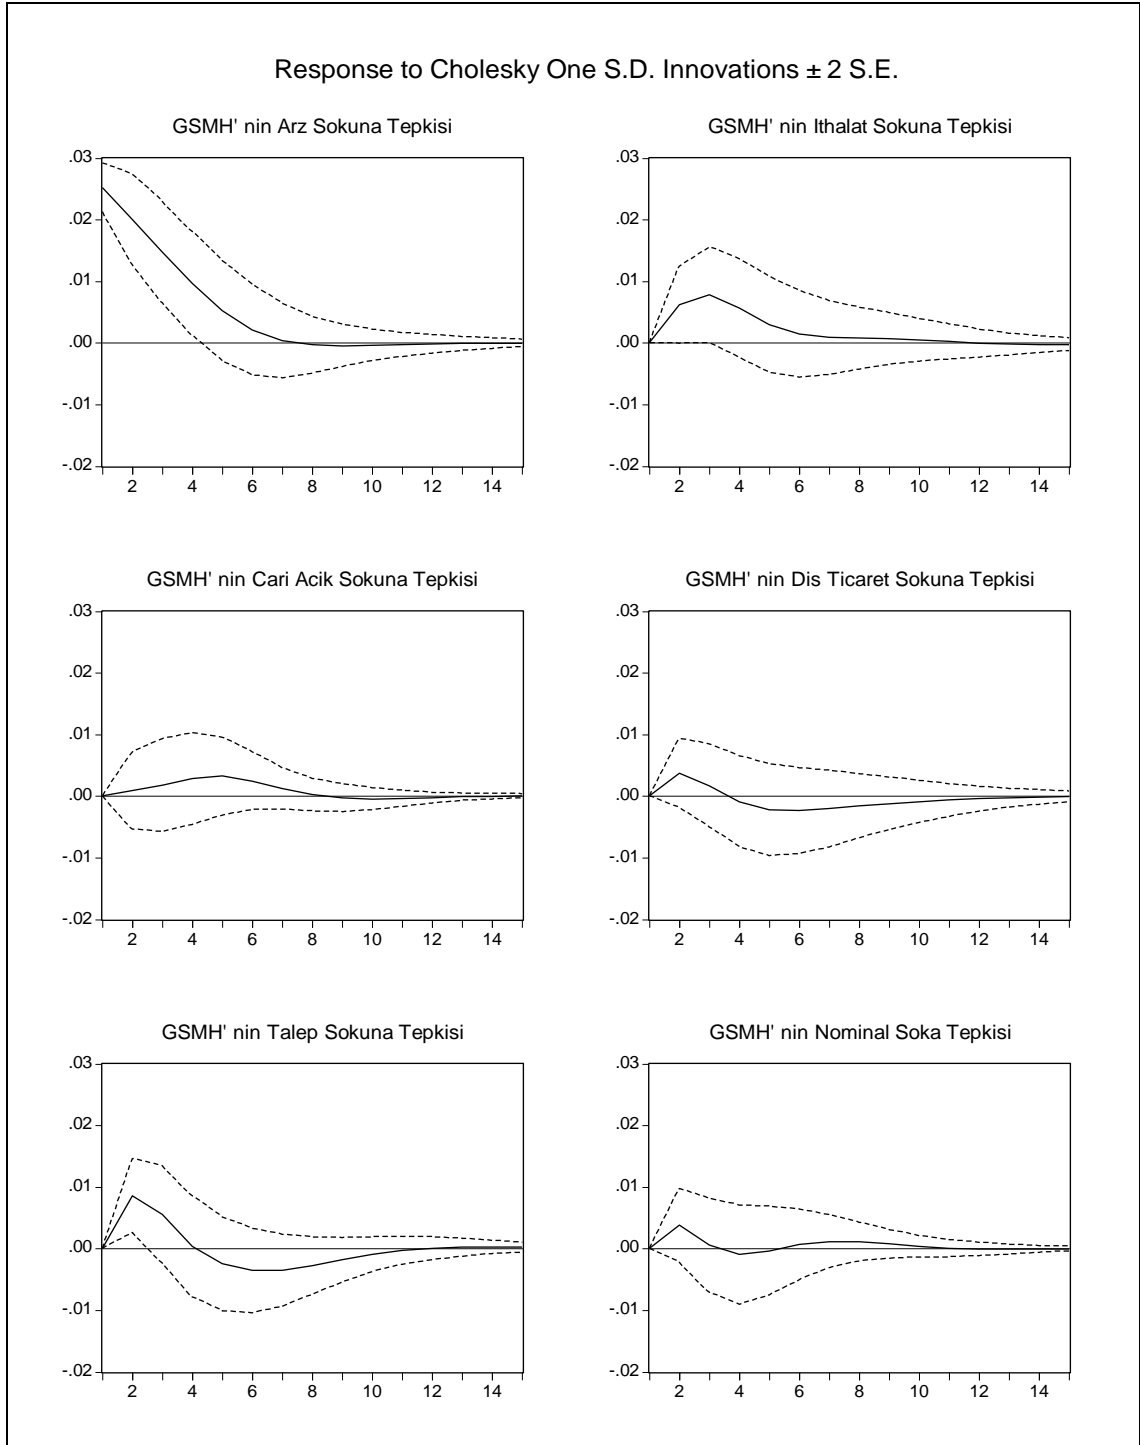 Response to Cholesky One S.D. Innovations ± 2 S.E.
GSMH' nin Arz Sokuna Tepkisi
.03
.02
.01
.00
-.01
-.02
2 4 6 8 10 12 14
GSMH' nin Ithalat Sokuna Tepkisi
.03
.02
.01
.00
-.01
-.02
2 4 6 8 10 12 14
GSMH' nin Cari Acik Sokuna Tepkisi
.03
.02
.01
.00
-.01
-.02
2 4 6 8 10 12 14
GSMH' nin Dis Ticaret Sokuna Tepkisi
.03
.02
.01
.00
-.01
-.02
2 4 6 8 10 12 14
GSMH' nin Talep Sokuna Tepkisi
.03
.02
.01
.00
-.01
-.02
2 4 6 8 10 12 14
GSMH' nin Nominal Soka Tepkisi
.03
.02
.01
.00
-.01
-.02
2 4 6 8 10 12 14